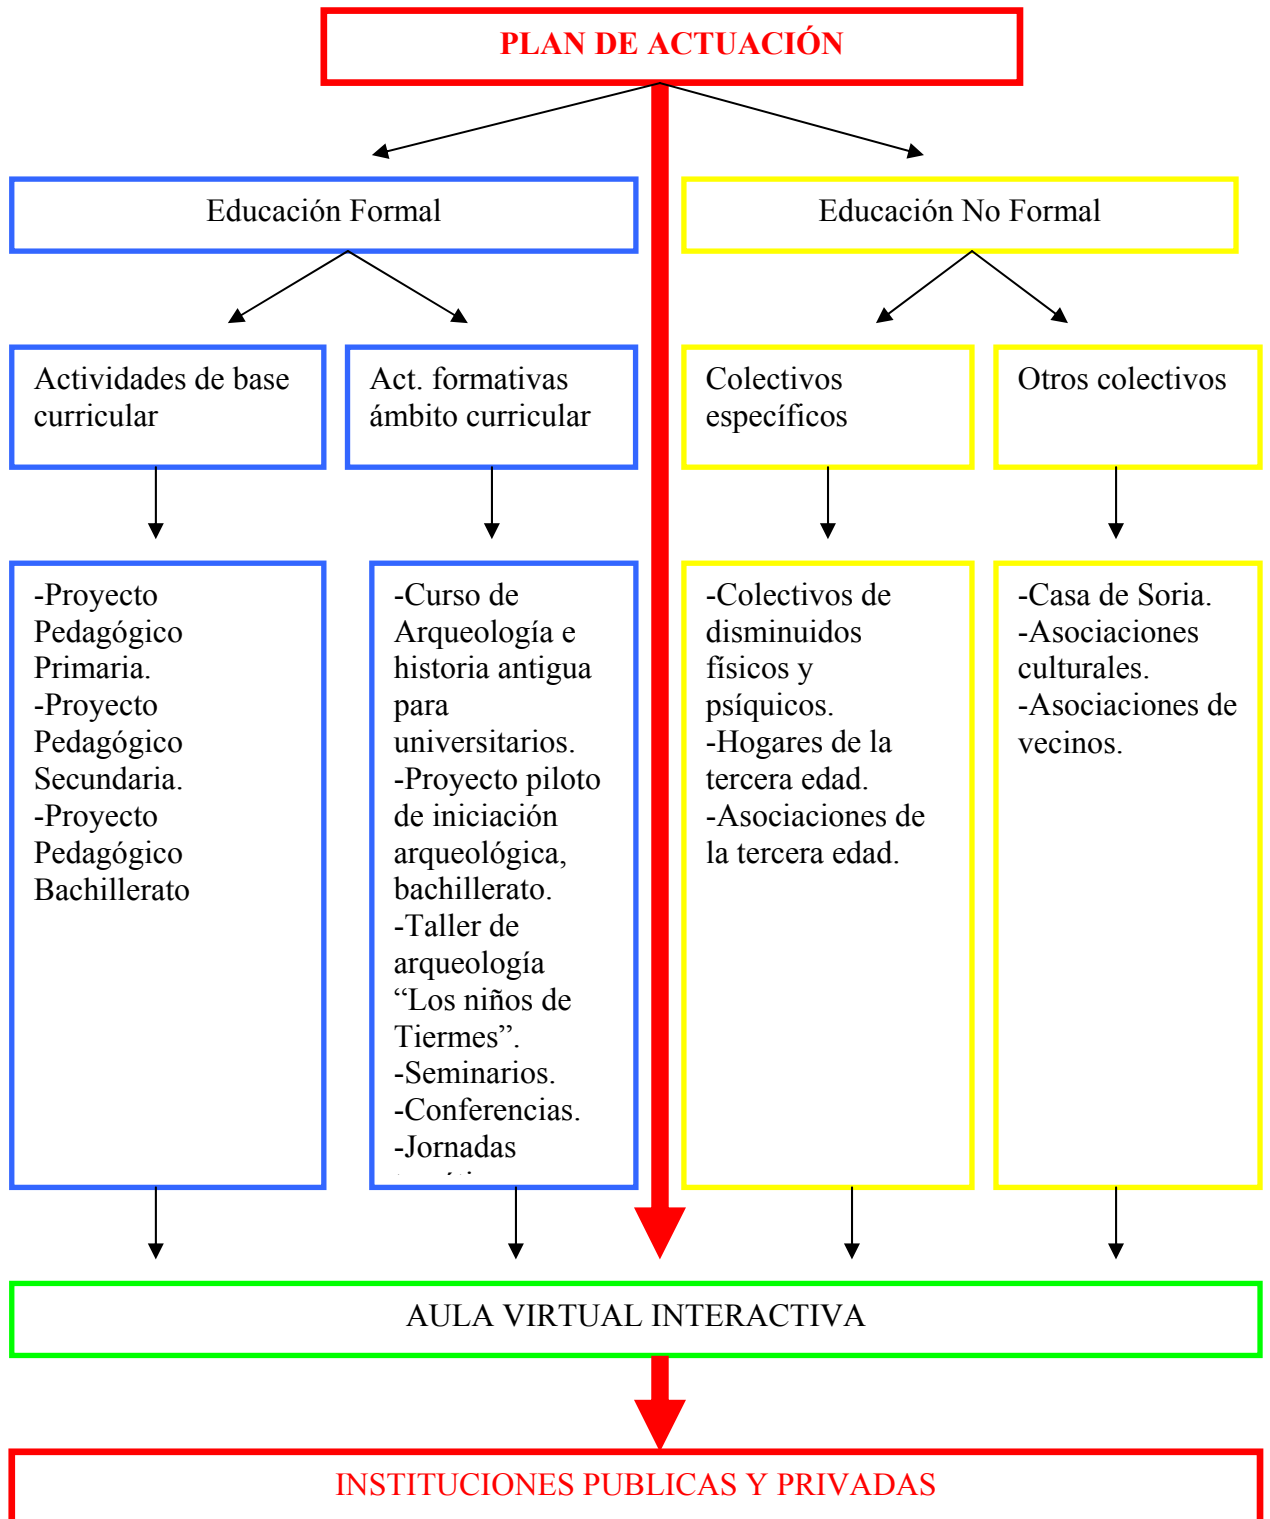 PLAN DE ACTUACIÓN
Educación Formal
Educación No Formal
Actividades de base
curricular
Act. formativas
ámbito curricular
Colectivos
específicos
Otros colectivos
-Proyecto
Pedagógico
Primaria.
-Proyecto
Pedagógico
Secundaria.
-Proyecto
Pedagógico
Bachillerato
-Curso de
Arqueología e
historia antigua
para
universitarios.
-Proyecto piloto
de iniciación
arqueológica,
bachillerato.
-Taller de
arqueología
“Los niños de
Tiermes”.
-Seminarios.
-Conferencias.
-Jornadas
-Colectivos de
disminuidos
físicos y
psíquicos.
-Hogares de la
tercera edad.
-Asociaciones de
la tercera edad.
-Casa de Soria.
-Asociaciones
culturales.
-Asociaciones de
vecinos.
AULA VIRTUAL INTERACTIVA
INSTITUCIONES PUBLICAS Y PRIVADAS